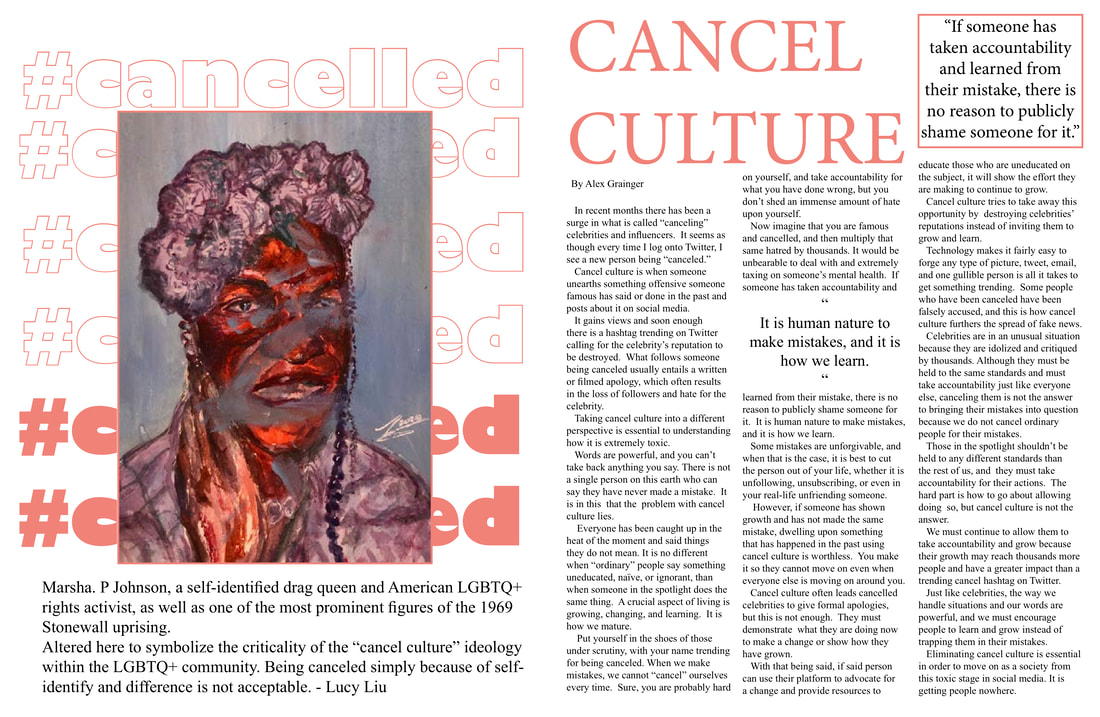 #cancelled
#c ed
#c ed
#c ed
#c ed
#c ed
Marsha. P Johnson, a self-identified drag queen and American LGBTQ+
rights activist, as well as one of the most prominent figures of the 1969
Stonewall uprising.
Altered here to symbolize the criticality of the “cancel culture” ideology
within the LGBTQ+ community. Being canceled simply because of self-
identify and difference is not acceptable. - Lucy Liu
CANCEL
CULTURE
By Alex Grainger
In recent months there has been a
surge in what is called “canceling”
celebrities and influencers. It seems as
though every time I log onto Twitter, I
see a new person being “canceled.”
Cancel culture is when someone
unearths something offensive someone
famous has said or done in the past and
posts about it on social media.
It gains views and soon enough
there is a hashtag trending on Twitter
calling for the celebrity’s reputation to
be destroyed. What follows someone
being canceled usually entails a written
or filmed apology, which often results
in the loss of followers and hate for the
celebrity.
Taking cancel culture into a different
perspective is essential to understanding
how it is extremely toxic.
Words are powerful, and you can’t
take back anything you say. There is not
a single person on this earth who can
say they have never made a mistake. It
is in this that the problem with cancel
culture lies.
Everyone has been caught up in the
heat of the moment and said things
they do not mean. It is no different
when “ordinary” people say something
uneducated, naïve, or ignorant, than
when someone in the spotlight does the
same thing. A crucial aspect of living is
growing, changing, and learning. It is
how we mature.
Put yourself in the shoes of those
under scrutiny, with your name trending
for being canceled. When we make
mistakes, we cannot “cancel” ourselves
every time. Sure, you are probably hard
on yourself, and take accountability for
what you have done wrong, but you
don’t shed an immense amount of hate
upon yourself.
Now imagine that you are famous
and cancelled, and then multiply that
same hatred by thousands. It would be
unbearable to deal with and extremely
taxing on someone’s mental health. If
someone has taken accountability and
“
It is human nature to
make mistakes, and it is
how we learn.
“
learned from their mistake, there is no
reason to publicly shame someone for
it. It is human nature to make mistakes,
and it is how we learn.
Some mistakes are unforgivable, and
when that is the case, it is best to cut
the person out of your life, whether it is
unfollowing, unsubscribing, or even in
your real-life unfriending someone.
However, if someone has shown
growth and has not made the same
mistake, dwelling upon something
that has happened in the past using
cancel culture is worthless. You make
it so they cannot move on even when
everyone else is moving on around you.
Cancel culture often leads cancelled
celebrities to give formal apologies,
but this is not enough. They must
demonstrate what they are doing now
to make a change or show how they
have grown.
With that being said, if said person
can use their platform to advocate for
a change and provide resources to
“If someone has
taken accountability
and learned from
their mistake, there is
no reason to publicly
shame someone for it.”
educate those who are uneducated on
the subject, it will show the effort they
are making to continue to grow.
Cancel culture tries to take away this
opportunity by destroying celebrities’
reputations instead of inviting them to
grow and learn.
Technology makes it fairly easy to
forge any type of picture, tweet, email,
and one gullible person is all it takes to
get something trending. Some people
who have been canceled have been
falsely accused, and this is how cancel
culture furthers the spread of fake news.
Celebrities are in an unusual situation
because they are idolized and critiqued
by thousands. Although they must be
held to the same standards and must
take accountability just like everyone
else, canceling them is not the answer
to bringing their mistakes into question
because we do not cancel ordinary
people for their mistakes.
Those in the spotlight shouldn’t be
held to any different standards than
the rest of us, and they must take
accountability for their actions. The
hard part is how to go about allowing
doing so, but cancel culture is not the
answer.
We must continue to allow them to
take accountability and grow because
their growth may reach thousands more
people and have a greater impact than a
trending cancel hashtag on Twitter.
Just like celebrities, the way we
handle situations and our words are
powerful, and we must encourage
people to learn and grow instead of
trapping them in their mistakes.
Eliminating cancel culture is essential
in order to move on as a society from
this toxic stage in social media. It is
getting people nowhere.